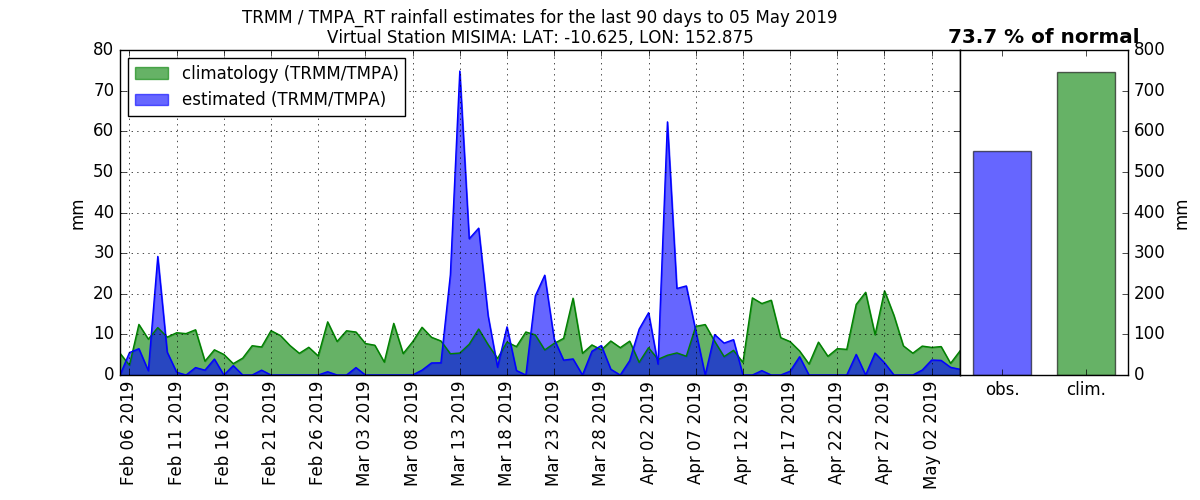 TRMM / TMPA_RT rainfall estimates for the last 90 days to 05 May 2019
Virtual Station MISIMA: LAT: -10.625, LON: 152.875
73.7 % of normal
climatology (TRMM/TMPA)
estimated (TRMM/TMPA)
mm
80
70
60
50
40
30
20
10
0
Feb 06 2019
Feb 11 2019
Feb 16 2019
Feb 21 2019
Feb 26 2019
Mar 03 2019
Mar 08 2019
Mar 13 2019
Mar 18 2019
Mar 23 2019
Mar 28 2019
Apr 02 2019
Apr 07 2019
Apr 12 2019
Apr 17 2019
Apr 22 2019
Apr 27 2019
May 02 2019
obs.
clim.
800
700
600
500
400
300
200
100
0
mm